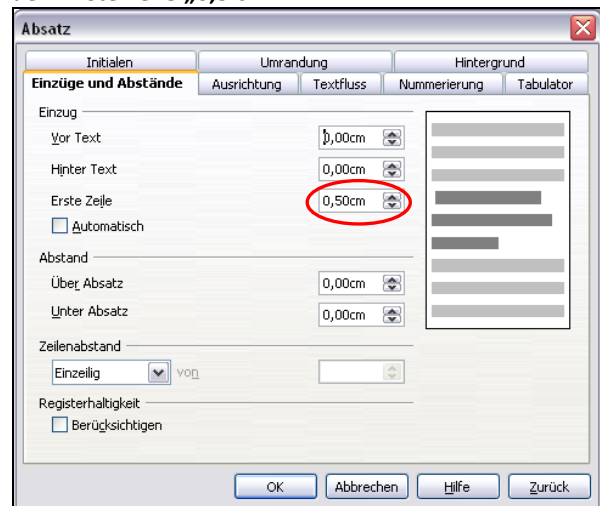 Absatz
Initialen Umrandung Hintergrund
Einzüge und Abstände Ausrichtung Textfluss Nummerierung Tabulator
Einzug
Vor Text 0,00cm
Hinter Text 0,00cm
Erste Zeile 0,50cm
Automatisch
Abstand
Über Absatz 0,00cm
Unter Absatz 0,00cm
Zeilenabstand
Einzeilig von
Registerhaltigkeit
Berücksichtigen
OK Abbrechen Hilfe Zurück